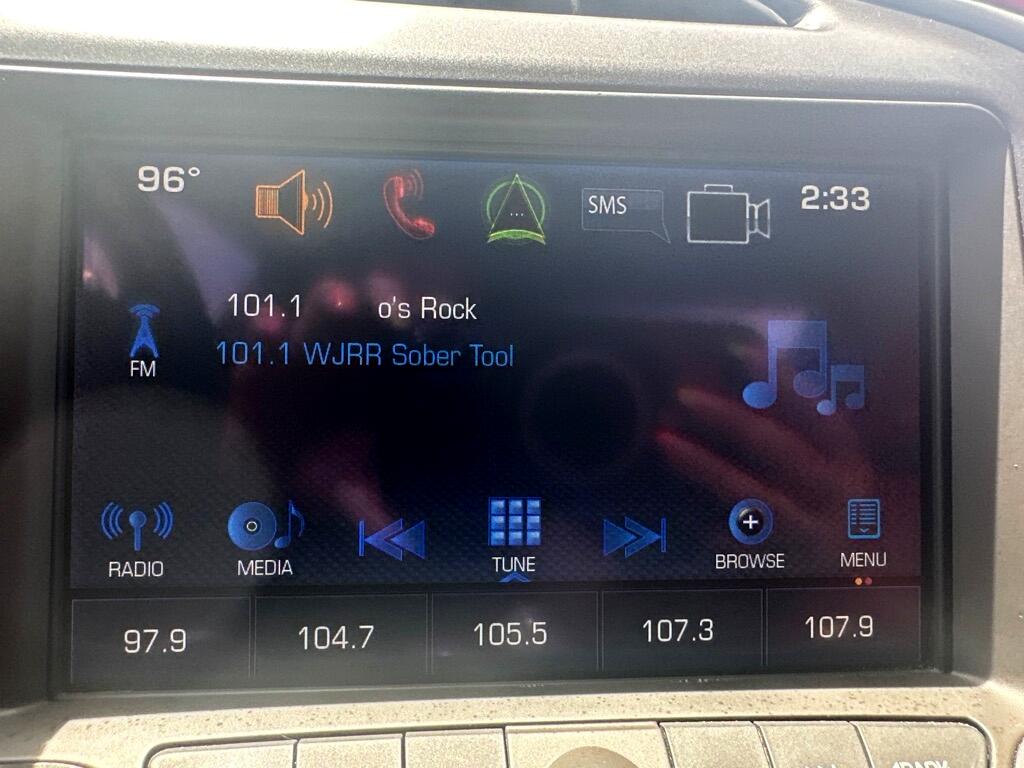 96°
SMS
2:33
101.1 o's Rock
FM
101.1 WJRR Sober Tool
RADIO
MEDIA
TUNE
BROWSE
MENU
97.9
104.7
105.5
107.3
107.9